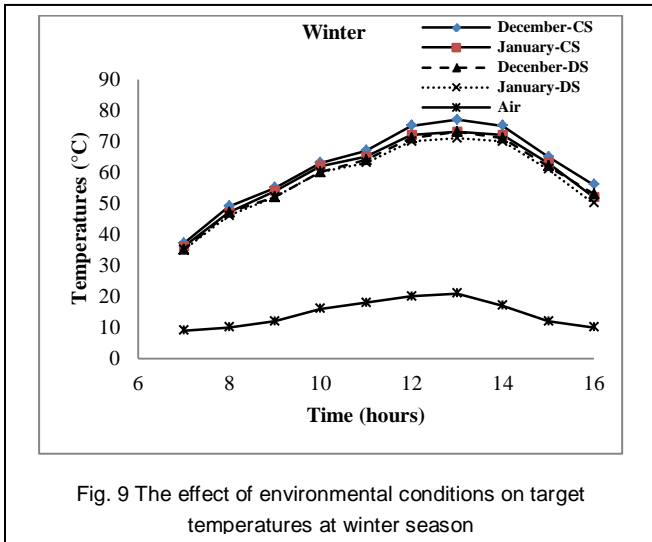 Winter
December-CS
January-CS
Decenber-DS
January-DS
Air
Temperatures (°C)
90
80
70
60
50
40
30
20
10
0
6 8 10 12 14 16
Time (hours)
Fig. 9 The effect of environmental conditions on target
temperatures at winter season